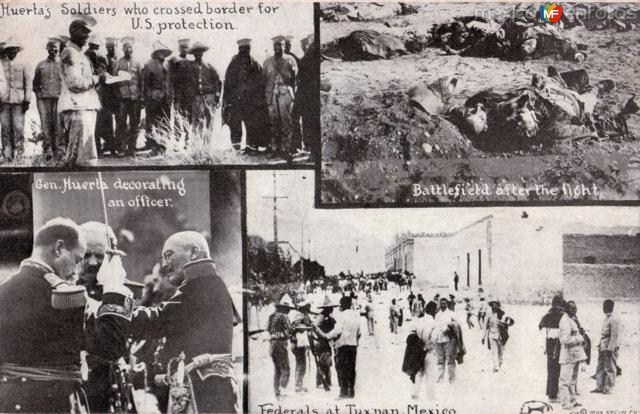 Huerta's Soldiers who crossed border for
U.S. protection.
MF
Battlefield after the fight.
Gen. Huerta decorating
an officer.
Federals at Tuxpan, Mexico